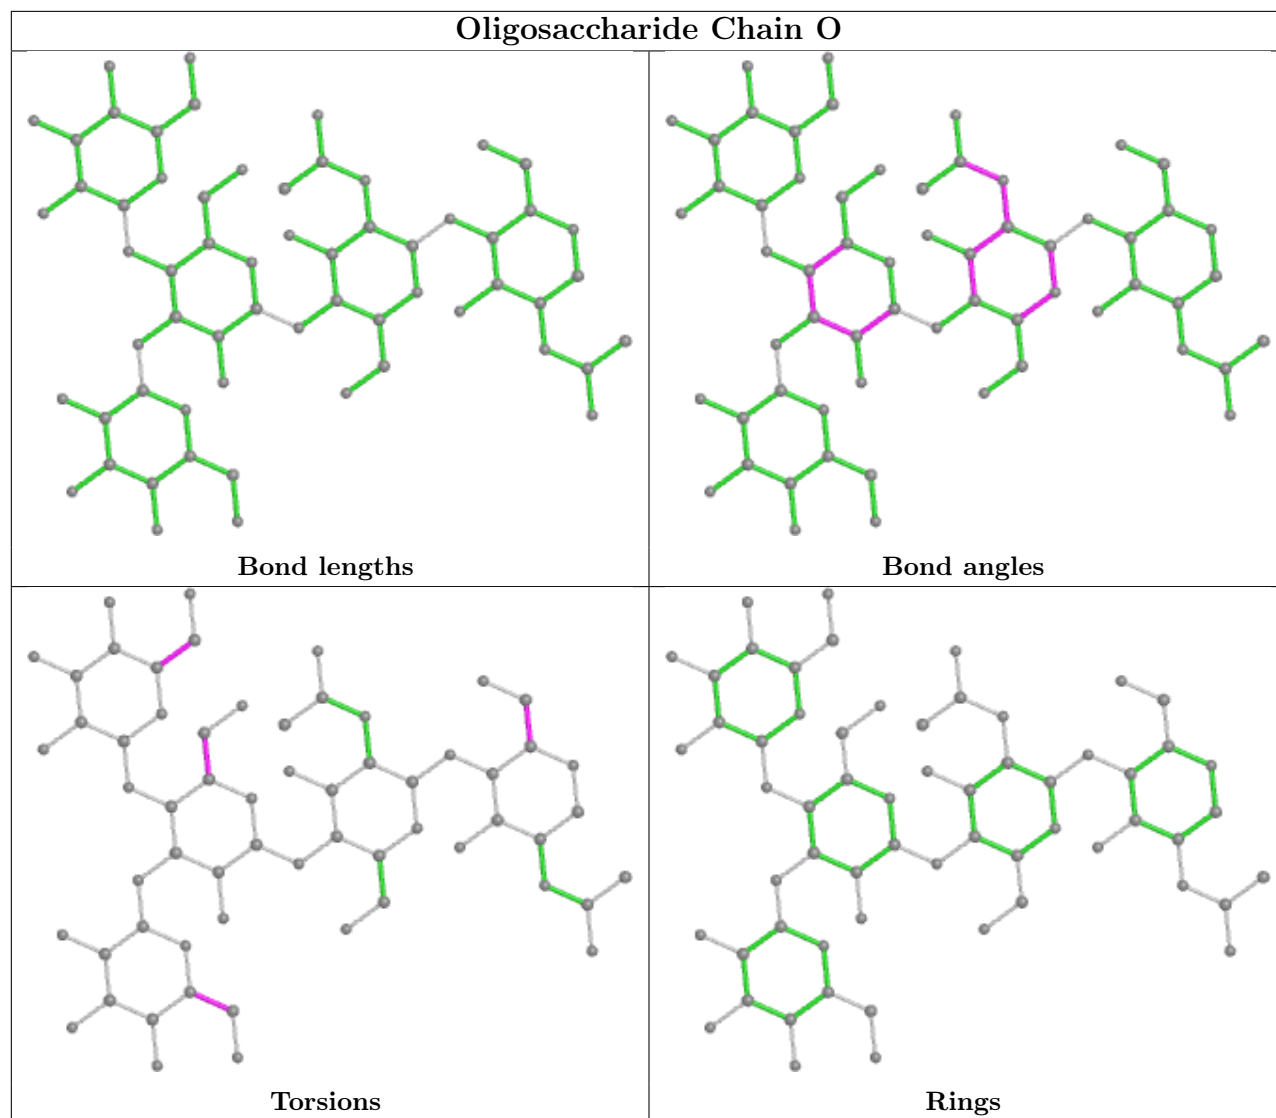 Oligosaccharide Chain O
Bond lengths
Bond angles
Torsions
Rings